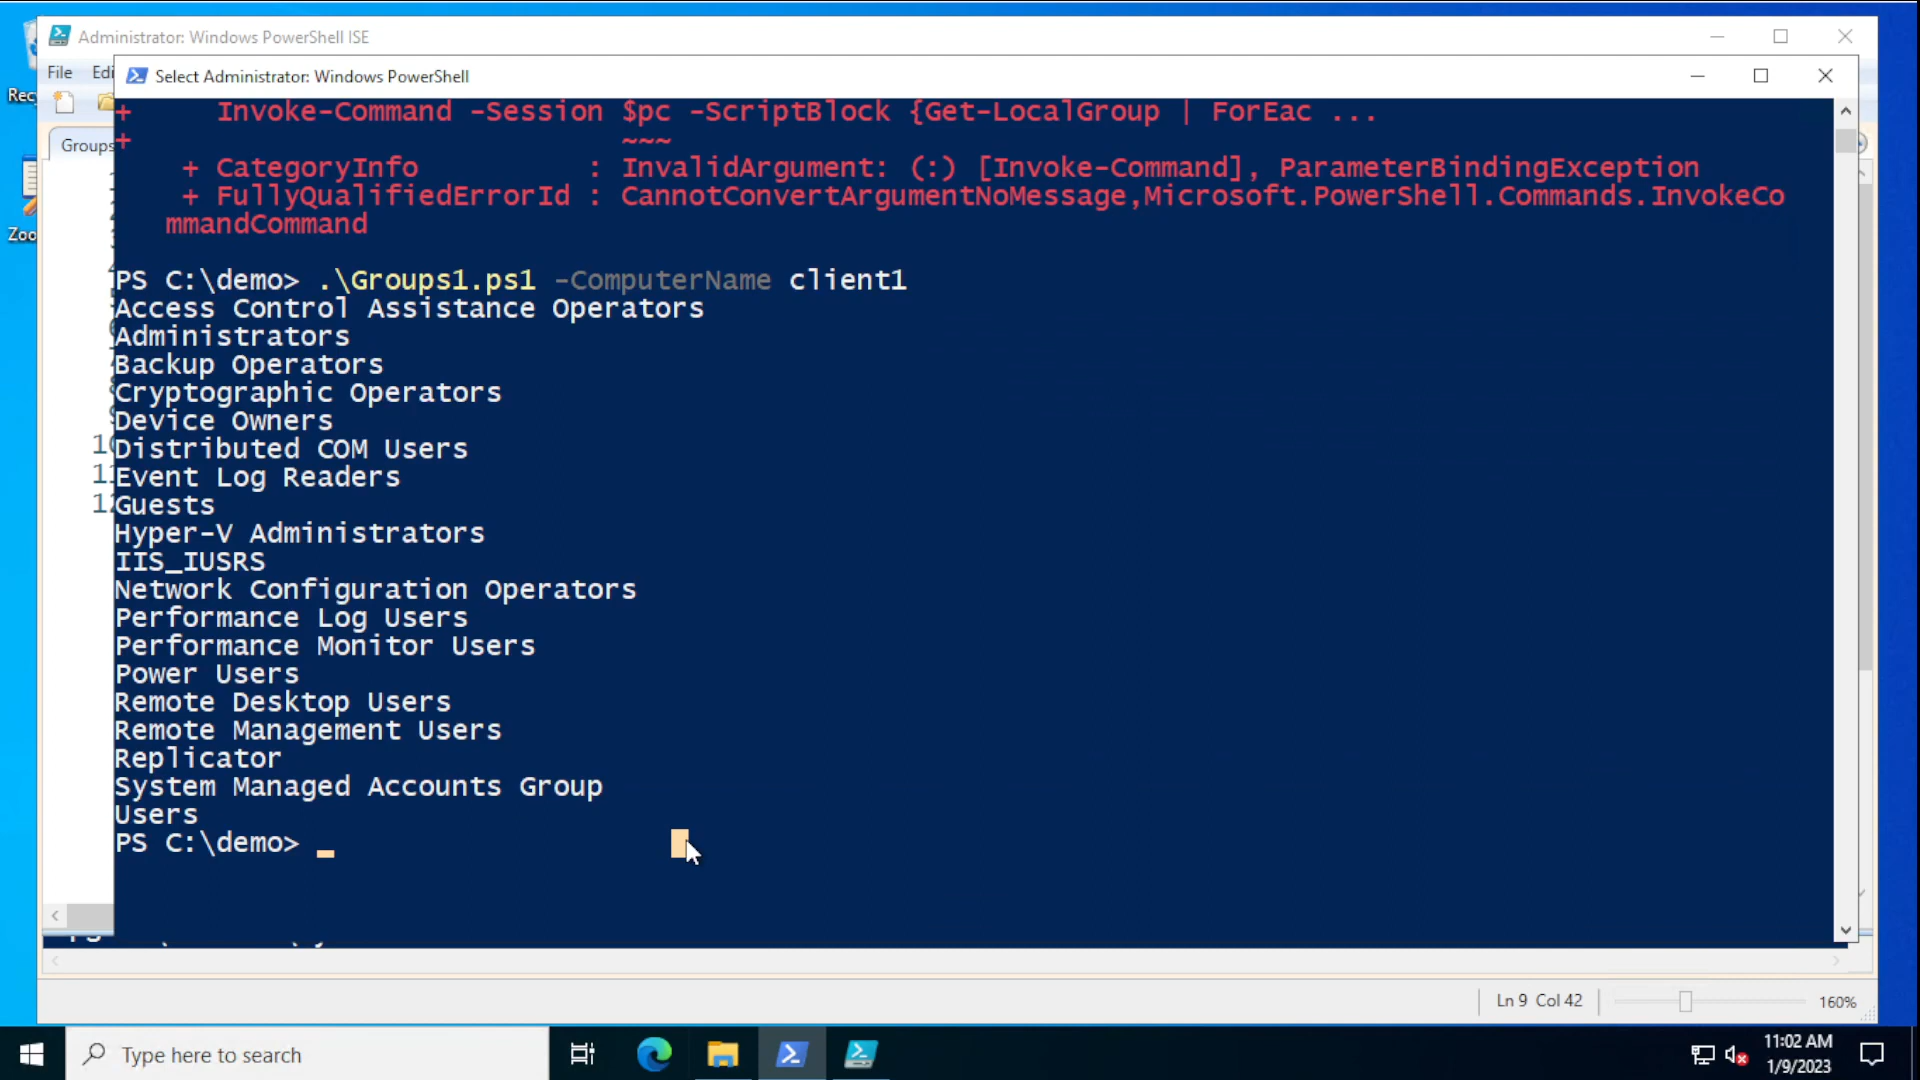 Administrator: Windows PowerShell ISE
File
Select Administrator: Windows PowerShell
Groups
+     Invoke-Command -Session $pc -ScriptBlock {Get-LocalGroup | ForEac ...
+                             ~~~
    + CategoryInfo          : InvalidArgument: (:) [Invoke-Command], ParameterBindingException
    + FullyQualifiedErrorId : CannotConvertArgumentNoMessage,Microsoft.PowerShell.Commands.InvokeCo
   mmandCommand
PS C:\demo> .\Groups1.ps1 -ComputerName client1
Access Control Assistance Operators
Administrators
Backup Operators
Cryptographic Operators
Device Owners
Distributed COM Users
Event Log Readers
Guests
Hyper-V Administrators
IIS_IUSRS
Network Configuration Operators
Performance Log Users
Performance Monitor Users
Power Users
Remote Desktop Users
Remote Management Users
Replicator
System Managed Accounts Group
Users
PS C:\demo> _
Ln 9 Col 42
160%
Type here to search
11:02 AM
1/9/2023